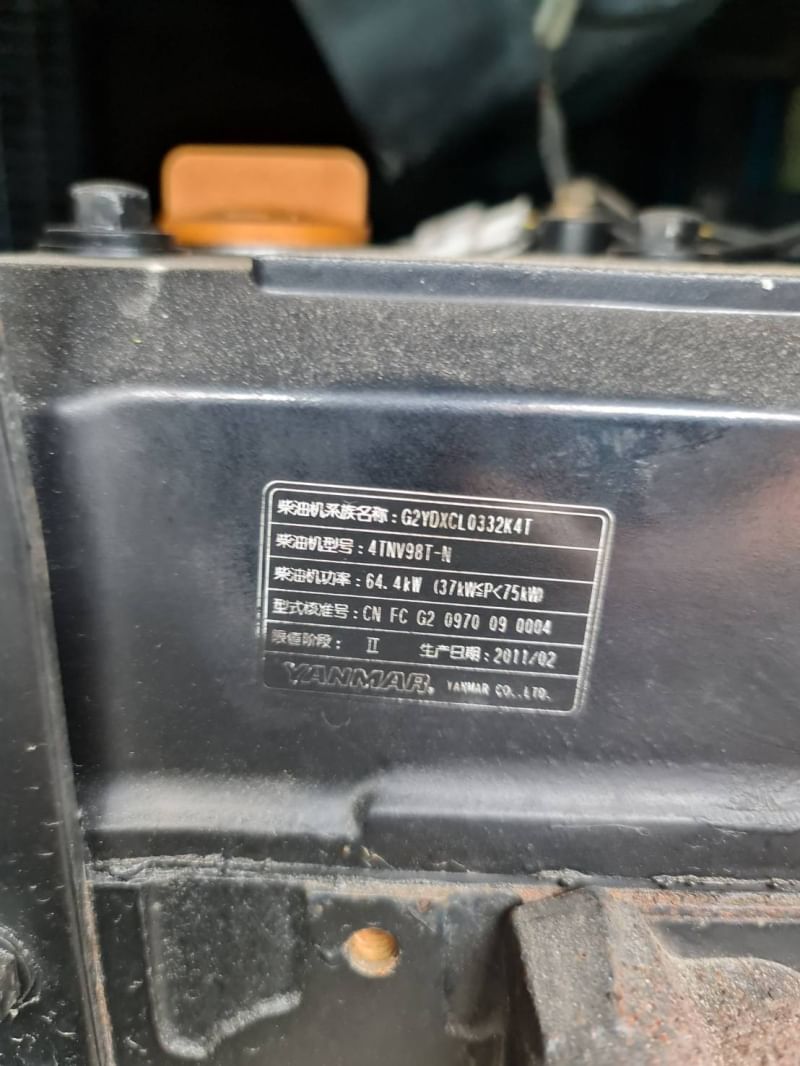 柴油机系族名称:G2YDXCL0332K4T
柴油机型号:4TNV98T-N
柴油机功率:64.4kW (37kW≤P<75kW)
型式核准号:CN FC G2 0970 09 0004
限值阶段: Ⅱ 生产日期:2011/02
YANMAR® YANMAR CO.,LTD.